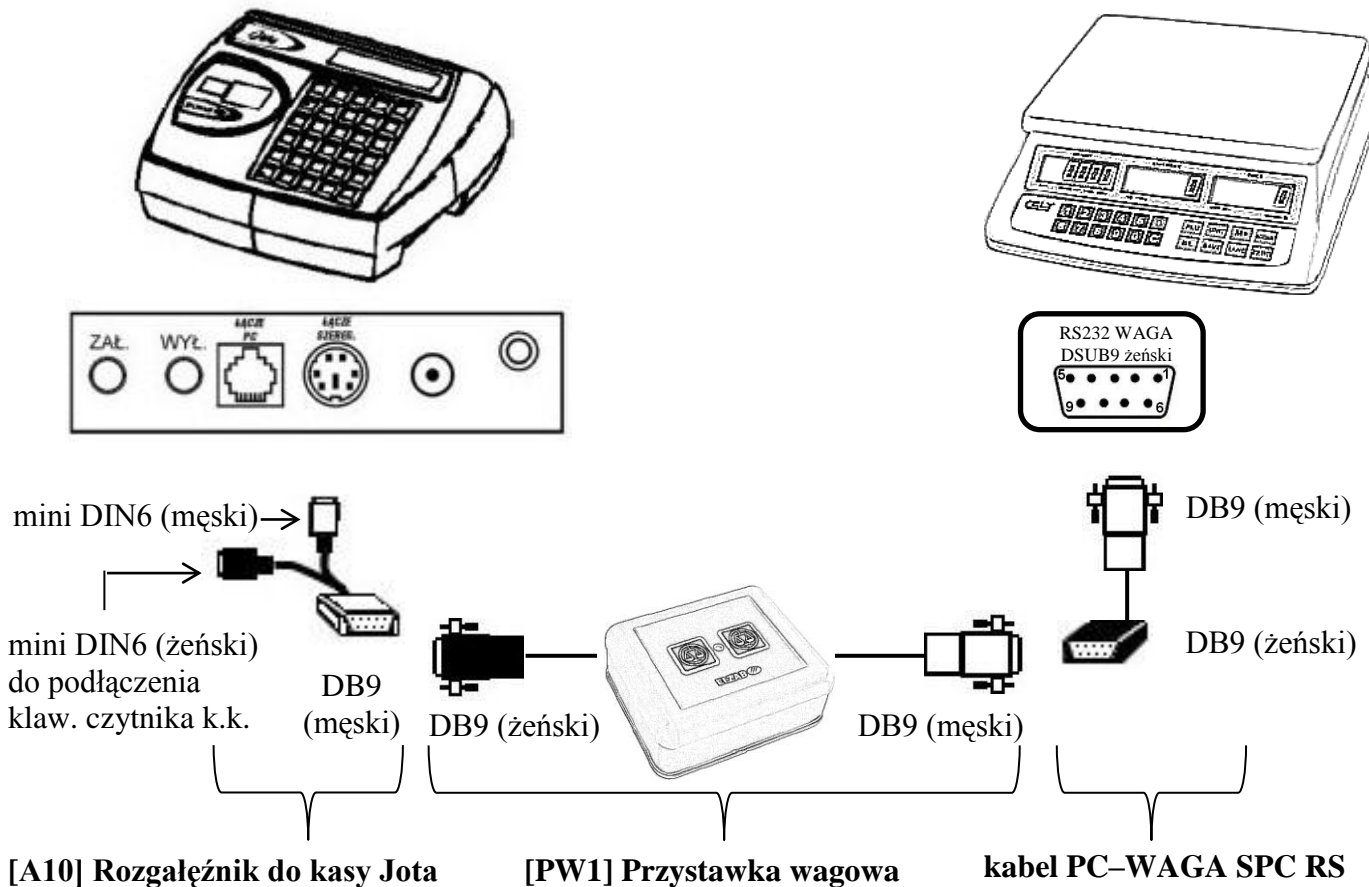 ZAŁ.
WYŁ.
ŁĄCZE
PC
ŁĄCZE
SZEREG.
RS232 WAGA
DSUB9 żeński
5
1
9
6
mini DIN6 (męski)
mini DIN6 (żeński)
do podłączenia
klaw. czytnika k.k.
DB9
(męski)
DB9 (żeński)
ELZAB
DB9 (męski)
DB9 (męski)
DB9 (żeński)
[A10] Rozgałęźnik do kasy Jota
[PW1] Przystawka wagowa
kabel PC–WAGA SPC RS